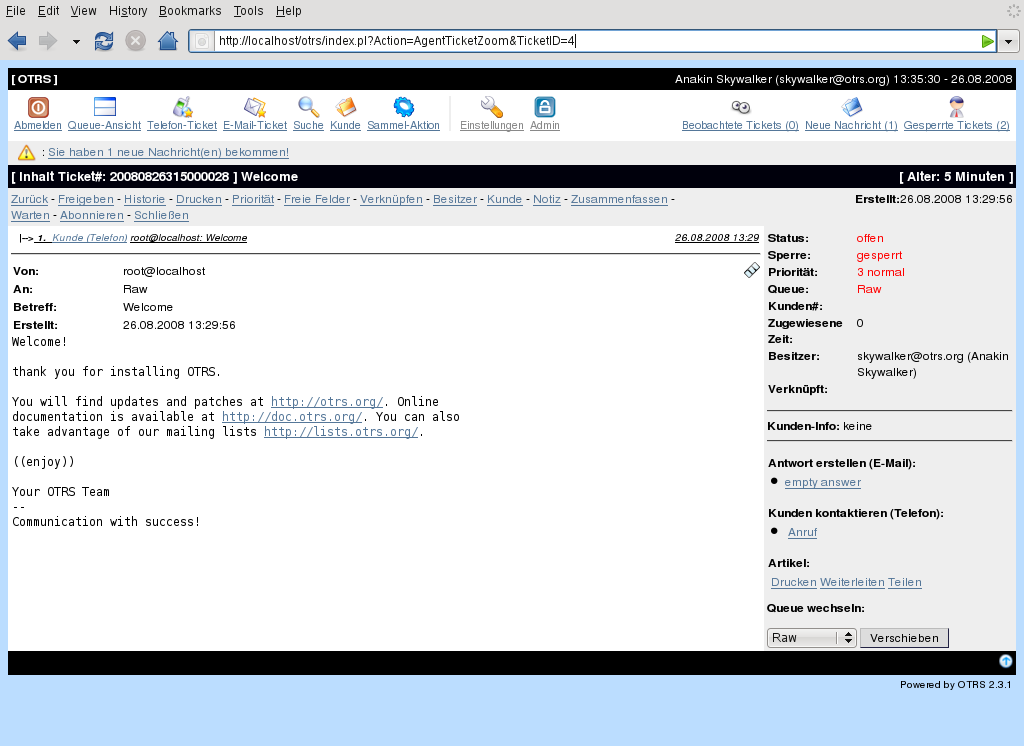 File Edit View History Bookmarks Tools Help
http://localhost/otrs/index.pl?Action=AgentTicketZoom&TicketID=4
[ OTRS ] Anakin Skywalker (skywalker@otrs.org) 13:35:30 - 26.08.2008
Abmelden Queue-Ansicht Telefon-Ticket E-Mail-Ticket Suche Kunde Sammel-Aktion Einstellungen Admin Beobachtete Tickets (0) Neue Nachricht (1) Gesperrte Tickets (2)
: Sie haben 1 neue Nachricht(en) bekommen!
[ Inhalt Ticket#: 20080826315000028 ] Welcome [ Alter: 5 Minuten ]
Zurück - Freigeben - Historie - Drucken - Priorität - Freie Felder - Verknüpfen - Besitzer - Kunde - Notiz - Zusammenfassen -
Warten - Abonnieren - Schließen
Erstellt:26.08.2008 13:29:56
|--> 1. Kunde (Telefon) root@localhost: Welcome 26.08.2008 13:29
Von: root@localhost
An: Raw
Betreff: Welcome
Erstellt: 26.08.2008 13:29:56
Welcome!
thank you for installing OTRS.
You will find updates and patches at http://otrs.org/. Online
documentation is available at http://doc.otrs.org/. You can also
take advantage of our mailing lists http://lists.otrs.org/.
((enjoy))
Your OTRS Team
--
Communication with success!
Status: offen
Sperre: gesperrt
Priorität: 3 normal
Queue: Raw
Kunden#:
Zugewiesene 0
Zeit:
Besitzer: skywalker@otrs.org (Anakin
Skywalker)
Verknüpft:
Kunden-Info: keine
Antwort erstellen (E-Mail):
empty answer
Kunden kontaktieren (Telefon):
Anruf
Artikel:
Drucken Weiterleiten Teilen
Queue wechseln:
Raw Verschieben
Powered by OTRS 2.3.1